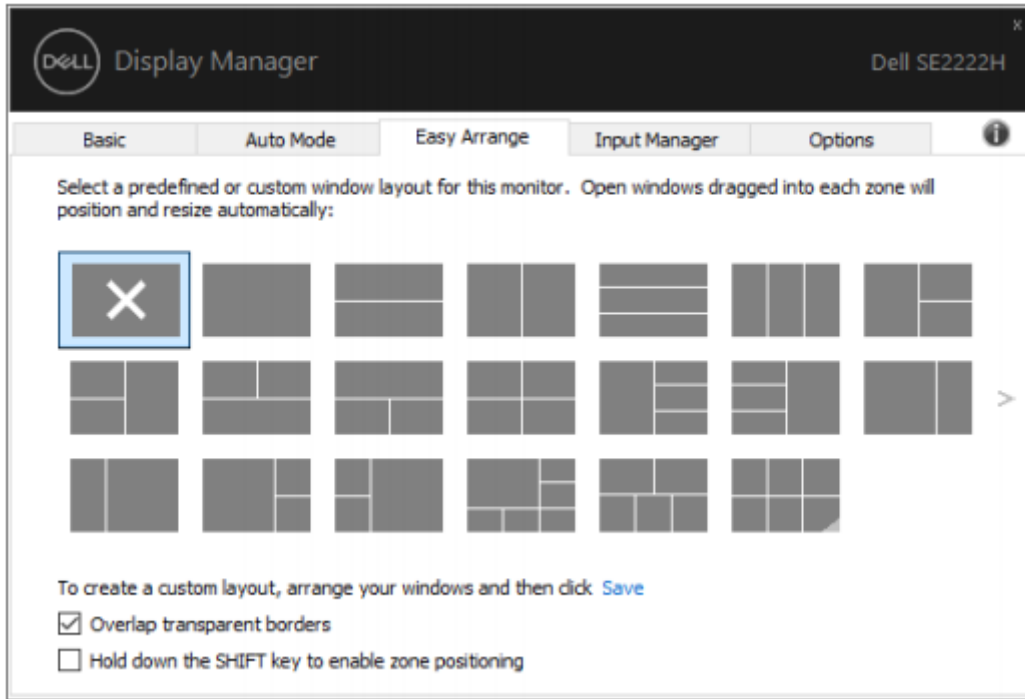 x
DELL Display Manager Dell SE2222H
Basic Auto Mode Easy Arrange Input Manager Options i
Select a predefined or custom window layout for this monitor. Open windows dragged into each zone will
position and resize automatically:
>
To create a custom layout, arrange your windows and then click Save
Overlap transparent borders
Hold down the SHIFT key to enable zone positioning